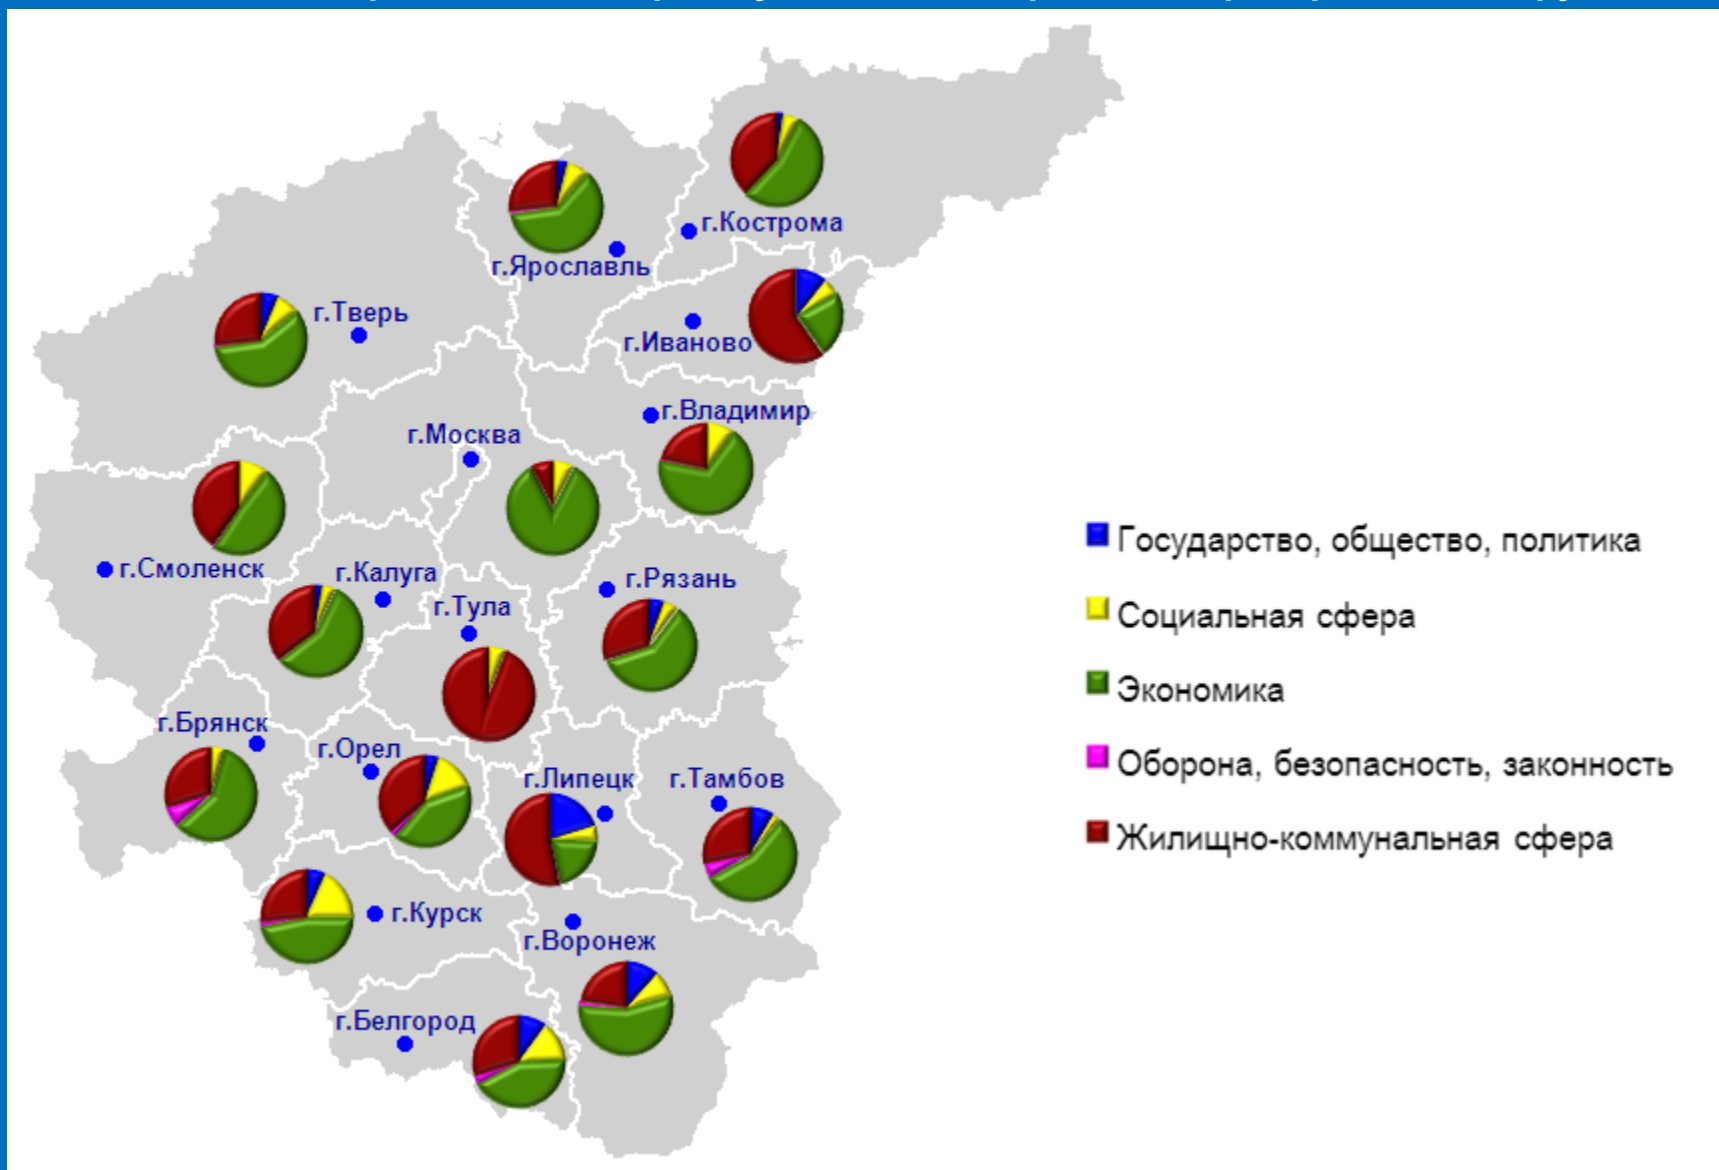 г.Кострома
г.Ярославль
г.Тверь
г.Иваново
г.Владимир
г.Москва
г.Смоленск
г.Калуга
г.Рязань
г.Тула
г.Брянск
г.Орел
г.Липецк
г.Тамбов
г.Курск
г.Воронеж
г.Белгород
Государство, общество, политика
Социальная сфера
Экономика
Оборона, безопасность, законность
Жилищно-коммунальная сфера